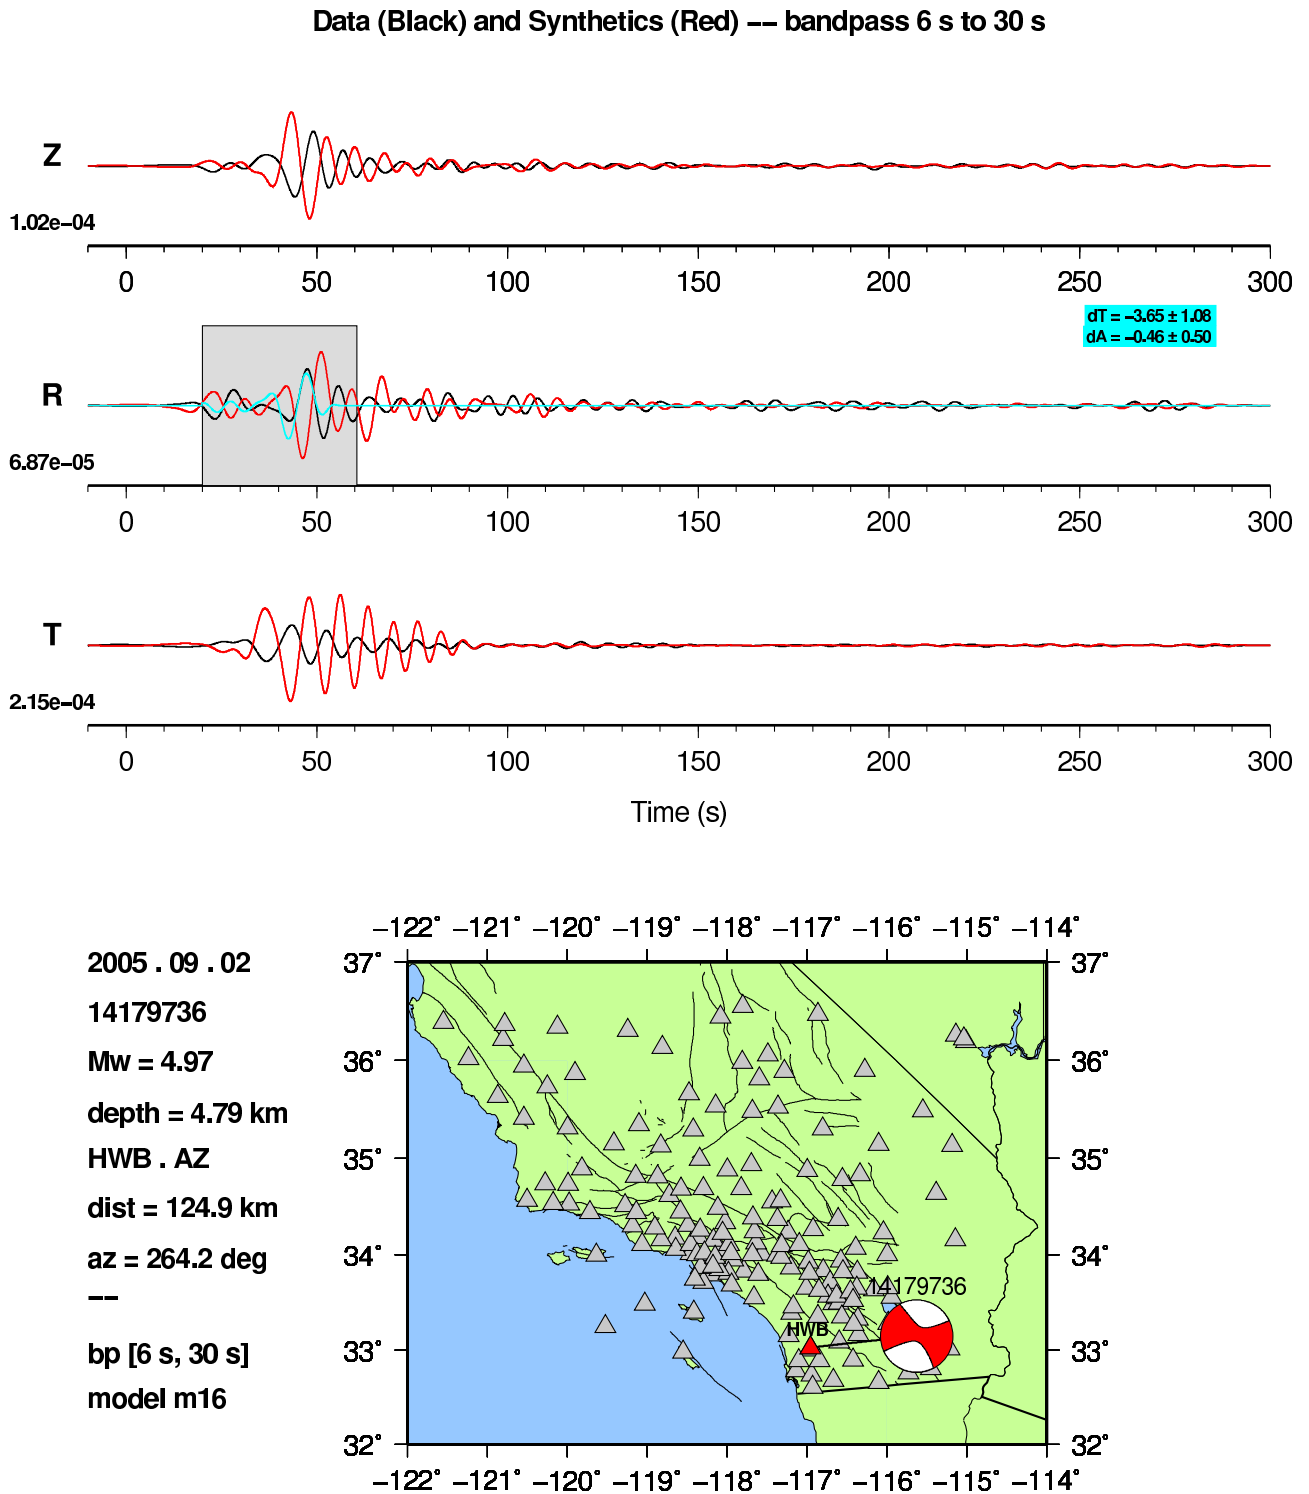 Data (Black) and Synthetics (Red) −− bandpass 6 s to 30 s
Z
1.02e−04
0 50 100 150 200 250 300
dT = −3.65 ± 1.08
dA = −0.46 ± 0.50
R
6.87e−05
0 50 100 150 200 250 300
T
2.15e−04
0 50 100 150 200 250 300
Time (s)
2005 . 09 . 02
14179736
Mw = 4.97
depth = 4.79 km
HWB . AZ
dist = 124.9 km
az = 264.2 deg
−−
bp [6 s, 30 s]
model m16
−122° −121° −120° −119° −118° −117° −116° −115° −114°
37° 37°
36° 36°
35° 35°
34° 34°
14179736
HWB
33° 33°
32° 32°
−122° −121° −120° −119° −118° −117° −116° −115° −114°